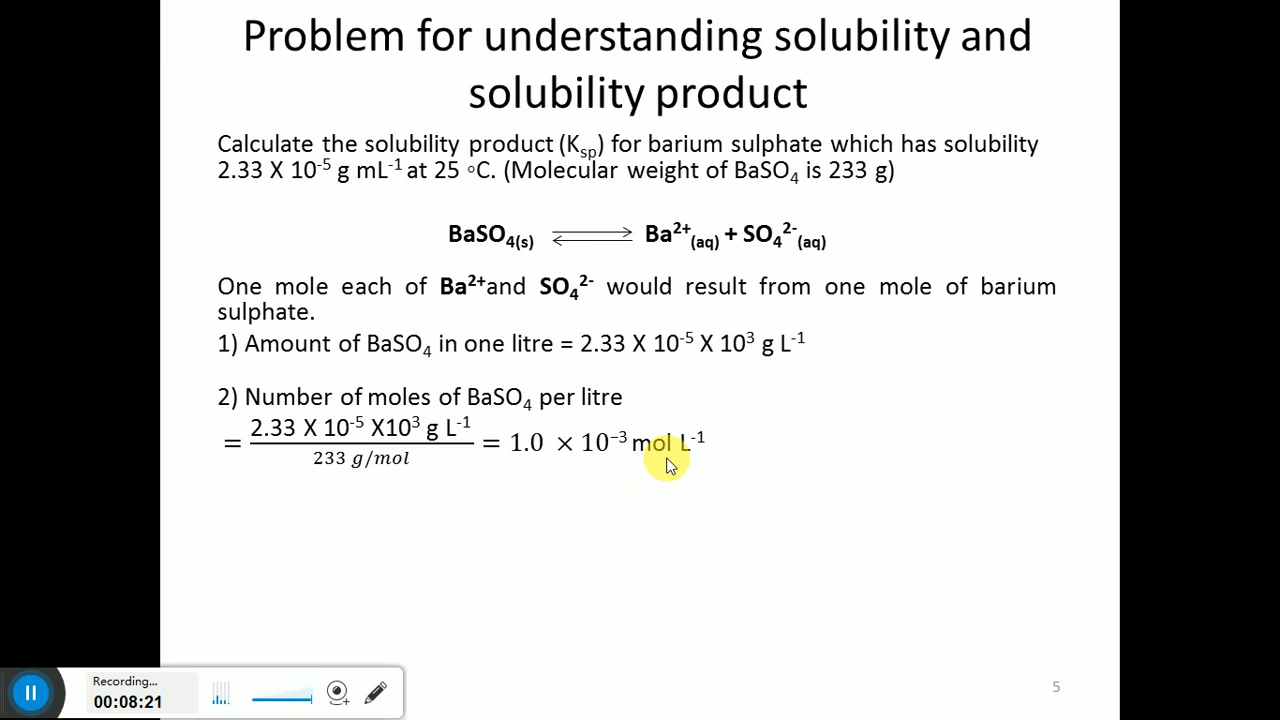 Problem for understanding solubility and
solubility product
Calculate the solubility product (Ksp) for barium sulphate which has solubility
2.33 X 10⁻⁵ g mL⁻¹ at 25 ◦C. (Molecular weight of BaSO₄ is 233 g)
BaSO₄(s) ⇌ Ba²⁺(aq) + SO₄²⁻(aq)
One mole each of Ba²⁺and SO₄²⁻ would result from one mole of barium
sulphate.
1) Amount of BaSO₄ in one litre = 2.33 X 10⁻⁵ X 10³ g L⁻¹
2) Number of moles of BaSO₄ per litre
= 2.33 X 10⁻⁵ X10³ g L⁻¹ / 233 g/mol = 1.0 × 10⁻³ mol L⁻¹
Recording...
00:08:21
5